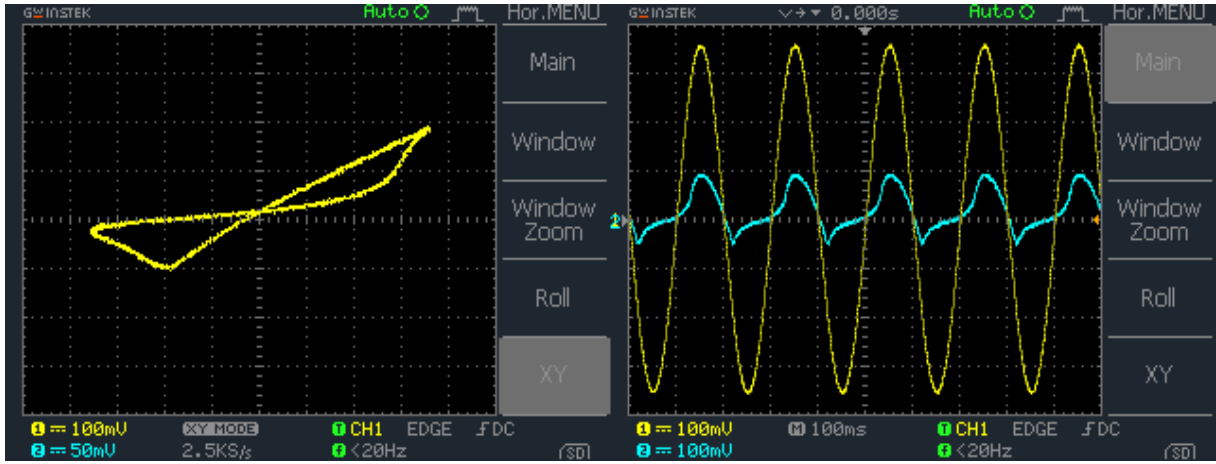 GW INSTEK Auto Hor.MENU
Main
Window
Window
Zoom
Roll
XY
1 100mV XY MODE T CH1 EDGE DC
2 50mV 2.5KS/s f <20Hz SD
GW INSTEK 0.000s Auto Hor.MENU
Main
Window
2
Window
Zoom
Roll
XY
1 100mV M 100ms T CH1 EDGE DC
2 100mV f <20Hz SD